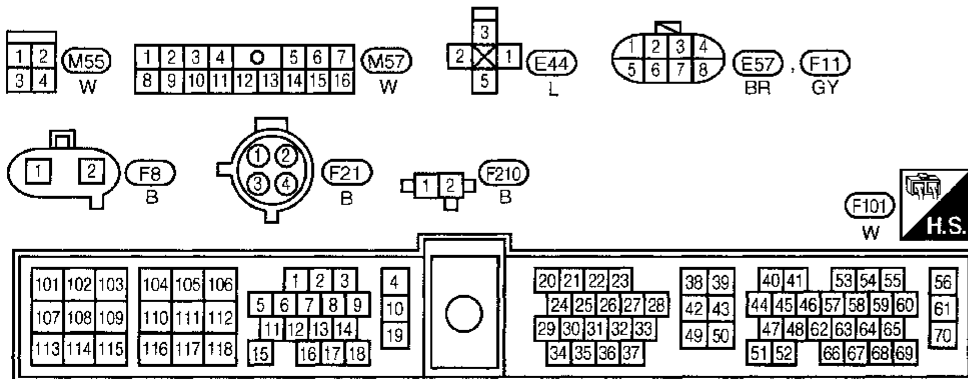 1 2 M55 1 2 3 4 5 6 7 M57 3 2 1 E44 1 2 3 4 E57 , F11
3 4 W 8 9 10 11 12 13 14 15 16 W 5 L 5 6 7 8 BR GY
1 2 F8 1 2 F21 1 2 F210
B 3 4 B B
F101
W H.S.
101 102 103 104 105 106 1 2 3 4 20 21 22 23 38 39 40 41 53 54 55 56
107 108 109 110 111 112 5 6 7 8 9 10 24 25 26 27 28 42 43 44 45 46 57 58 59 60 61
113 114 115 116 117 118 11 12 13 14 19 29 30 31 32 33 49 50 47 48 62 63 64 65 70
15 16 17 18 34 35 36 37 51 52 66 67 68 69